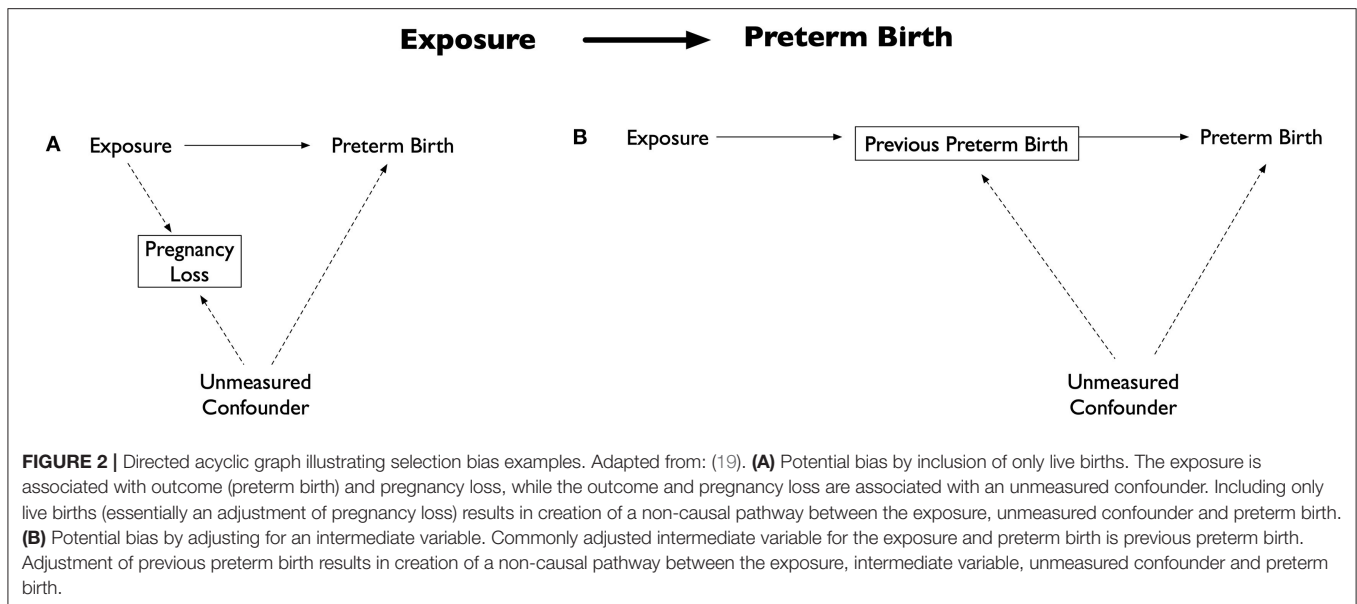 Exposure Preterm Birth
A Exposure Preterm Birth
B Exposure Previous Preterm Birth Preterm Birth
Pregnancy
Loss
Unmeasured
Confounder
Unmeasured
Confounder
FIGURE 2 | Directed acyclic graph illustrating selection bias examples. Adapted from: (19). (A) Potential bias by inclusion of only live births. The exposure is
associated with outcome (preterm birth) and pregnancy loss, while the outcome and pregnancy loss are associated with an unmeasured confounder. Including only
live births (essentially an adjustment of pregnancy loss) results in creation of a non-causal pathway between the exposure, unmeasured confounder and preterm birth.
(B) Potential bias by adjusting for an intermediate variable. Commonly adjusted intermediate variable for the exposure and preterm birth is previous preterm birth.
Adjustment of previous preterm birth results in creation of a non-causal pathway between the exposure, intermediate variable, unmeasured confounder and preterm
birth.